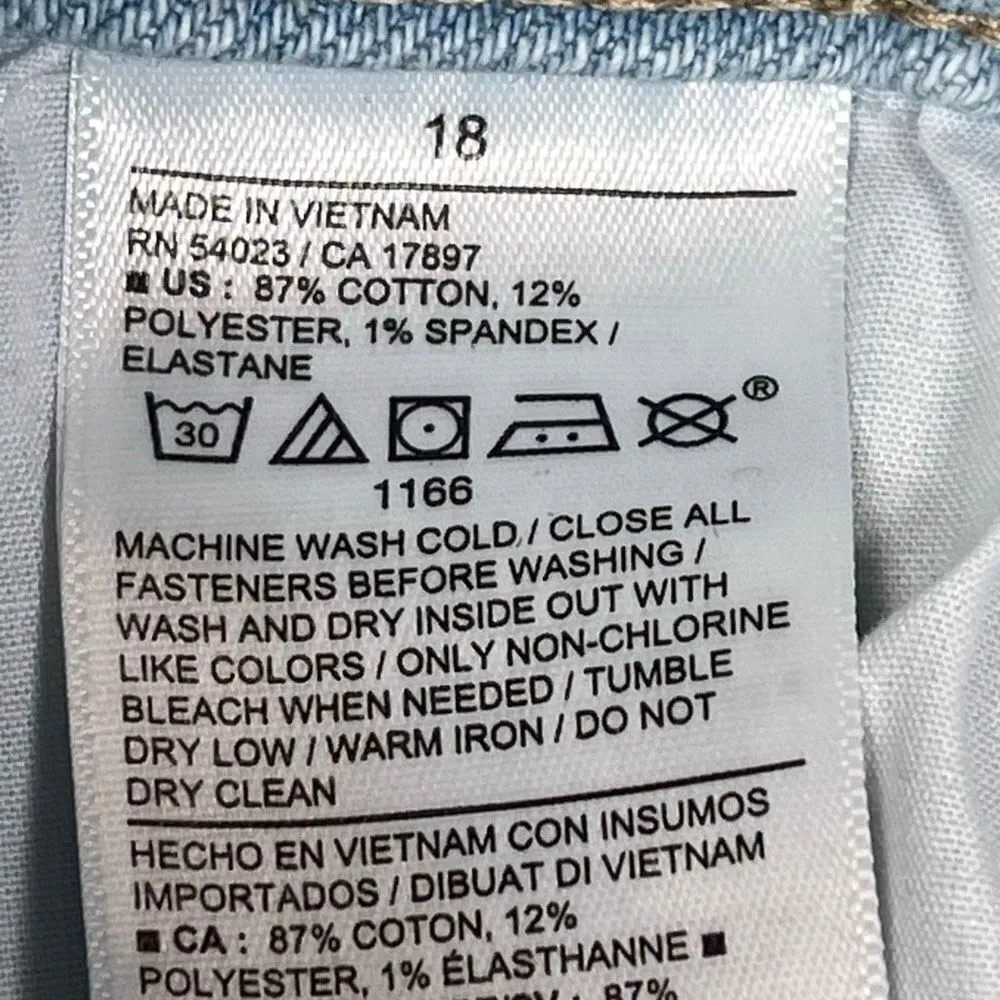 18
MADE IN VIETNAM
RN 54023 / CA 17897
■ US : 87% COTTON, 12%
POLYESTER, 1% SPANDEX /
ELASTANE
30
®
1166
MACHINE WASH COLD / CLOSE ALL
FASTENERS BEFORE WASHING /
WASH AND DRY INSIDE OUT WITH
LIKE COLORS / ONLY NON-CHLORINE
BLEACH WHEN NEEDED / TUMBLE
DRY LOW / WARM IRON / DO NOT
DRY CLEAN
HECHO EN VIETNAM CON INSUMOS
IMPORTADOS / DIBUAT DI VIETNAM
■ CA : 87% COTON, 12%
POLYESTER, 1% ÉLASTHANNE ■
: 87%